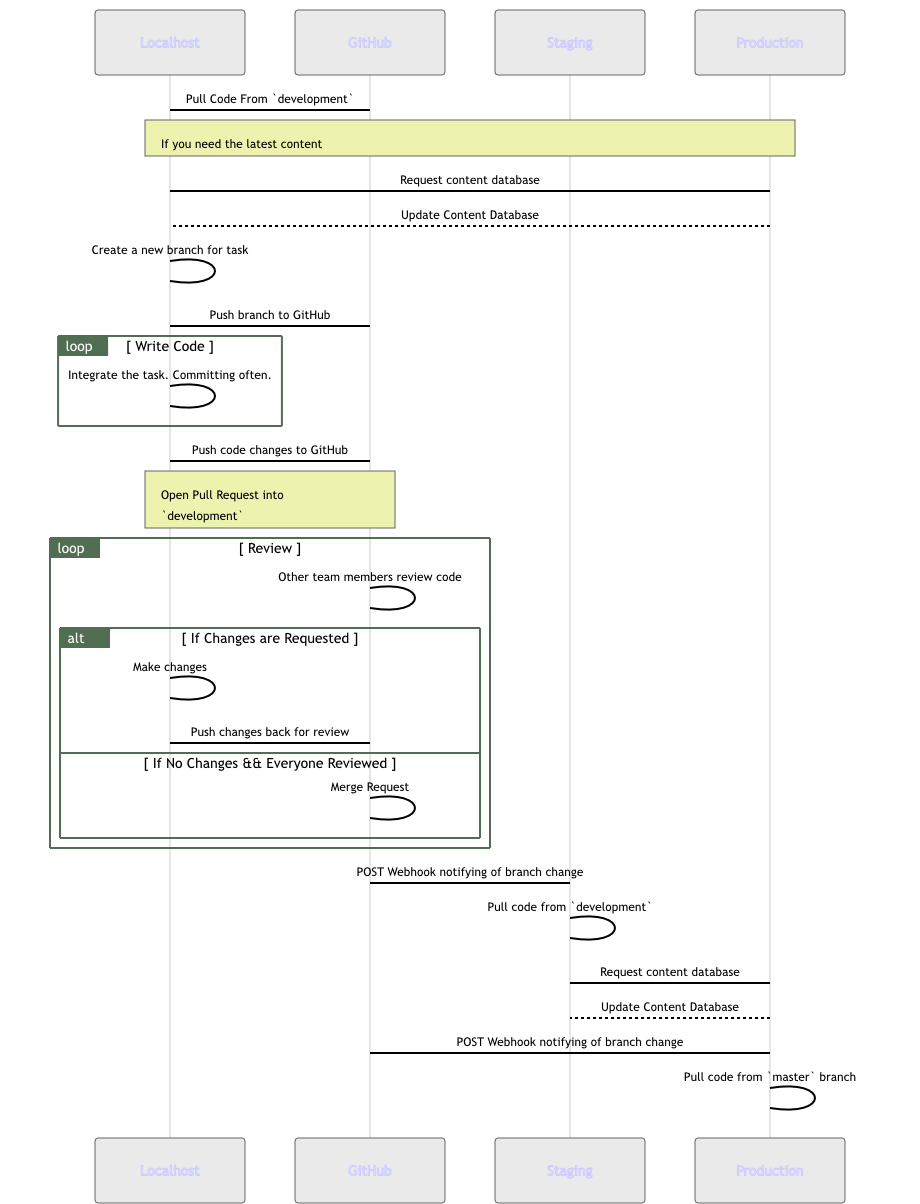 Localhost
GitHub
Staging
Production
Pull Code From `development`
If you need the latest content
Request content database
Update Content Database
Create a new branch for task
Push branch to GitHub
loop
[ Write Code ]
Integrate the task. Committing often.
Push code changes to GitHub
Open Pull Request into
`development`
loop
[ Review ]
Other team members review code
alt
[ If Changes are Requested ]
Make changes
Push changes back for review
[ If No Changes && Everyone Reviewed ]
Merge Request
POST Webhook notifying of branch change
Pull code from `development`
Request content database
Update Content Database
POST Webhook notifying of branch change
Pull code from `master` branch
Localhost
GitHub
Staging
Production